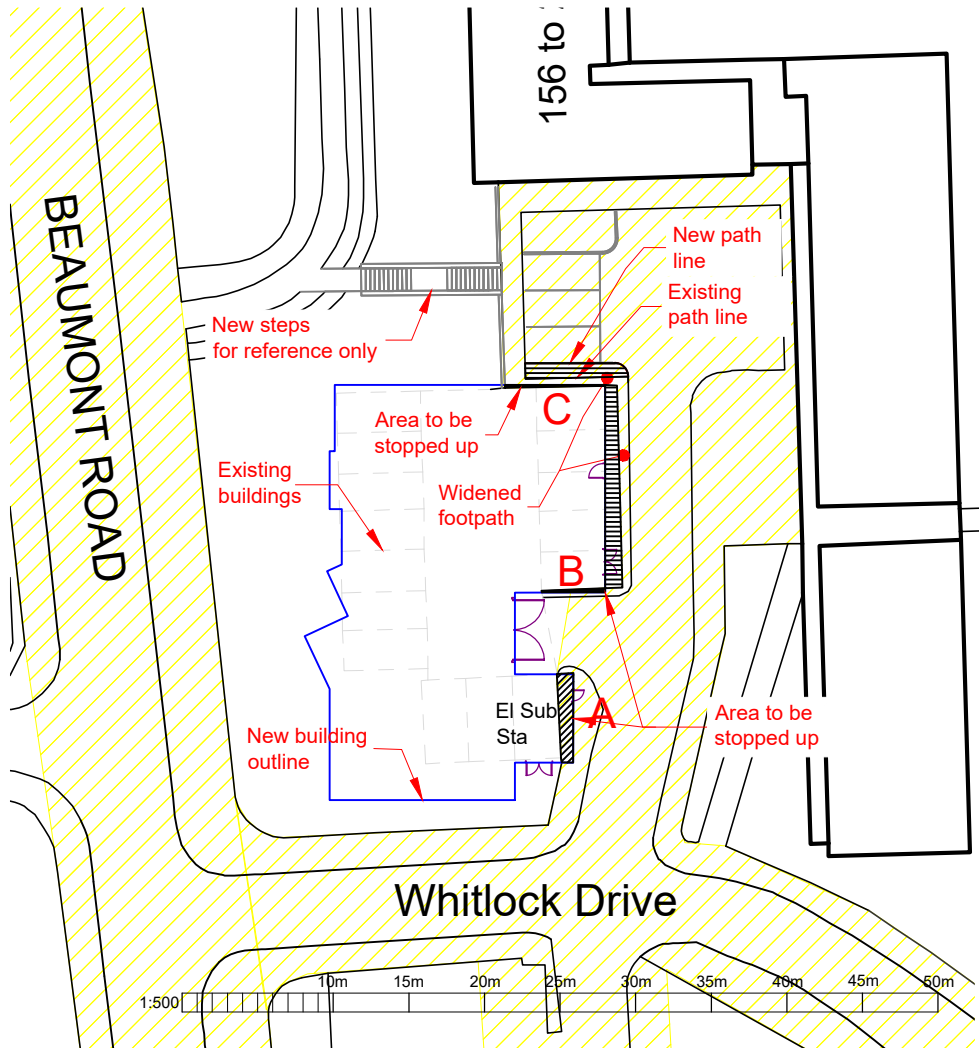 156 to
BEAUMONT ROAD
New path
line
Existing
path line
New steps
for reference only
C
Area to be
stopped up
Existing
buildings
Widened
footpath
B
El Sub
Sta
A
Area to be
stopped up
New building
outline
Whitlock Drive
1:500
10m
15m
20m
25m
30m
35m
40m
45m
50m